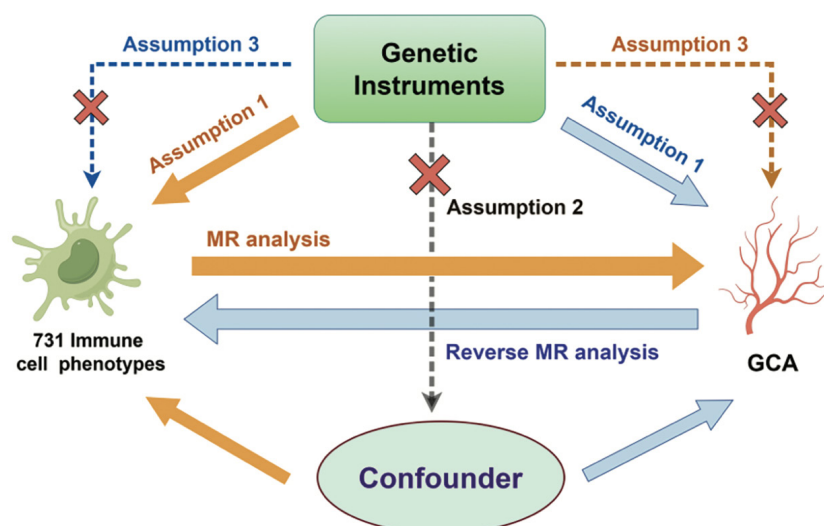 Assumption 3
Genetic
Instruments
Assumption 3
Assumption 1
Assumption 1
Assumption 2
MR analysis
731 Immune
cell phenotypes
Reverse MR analysis
GCA
Confounder